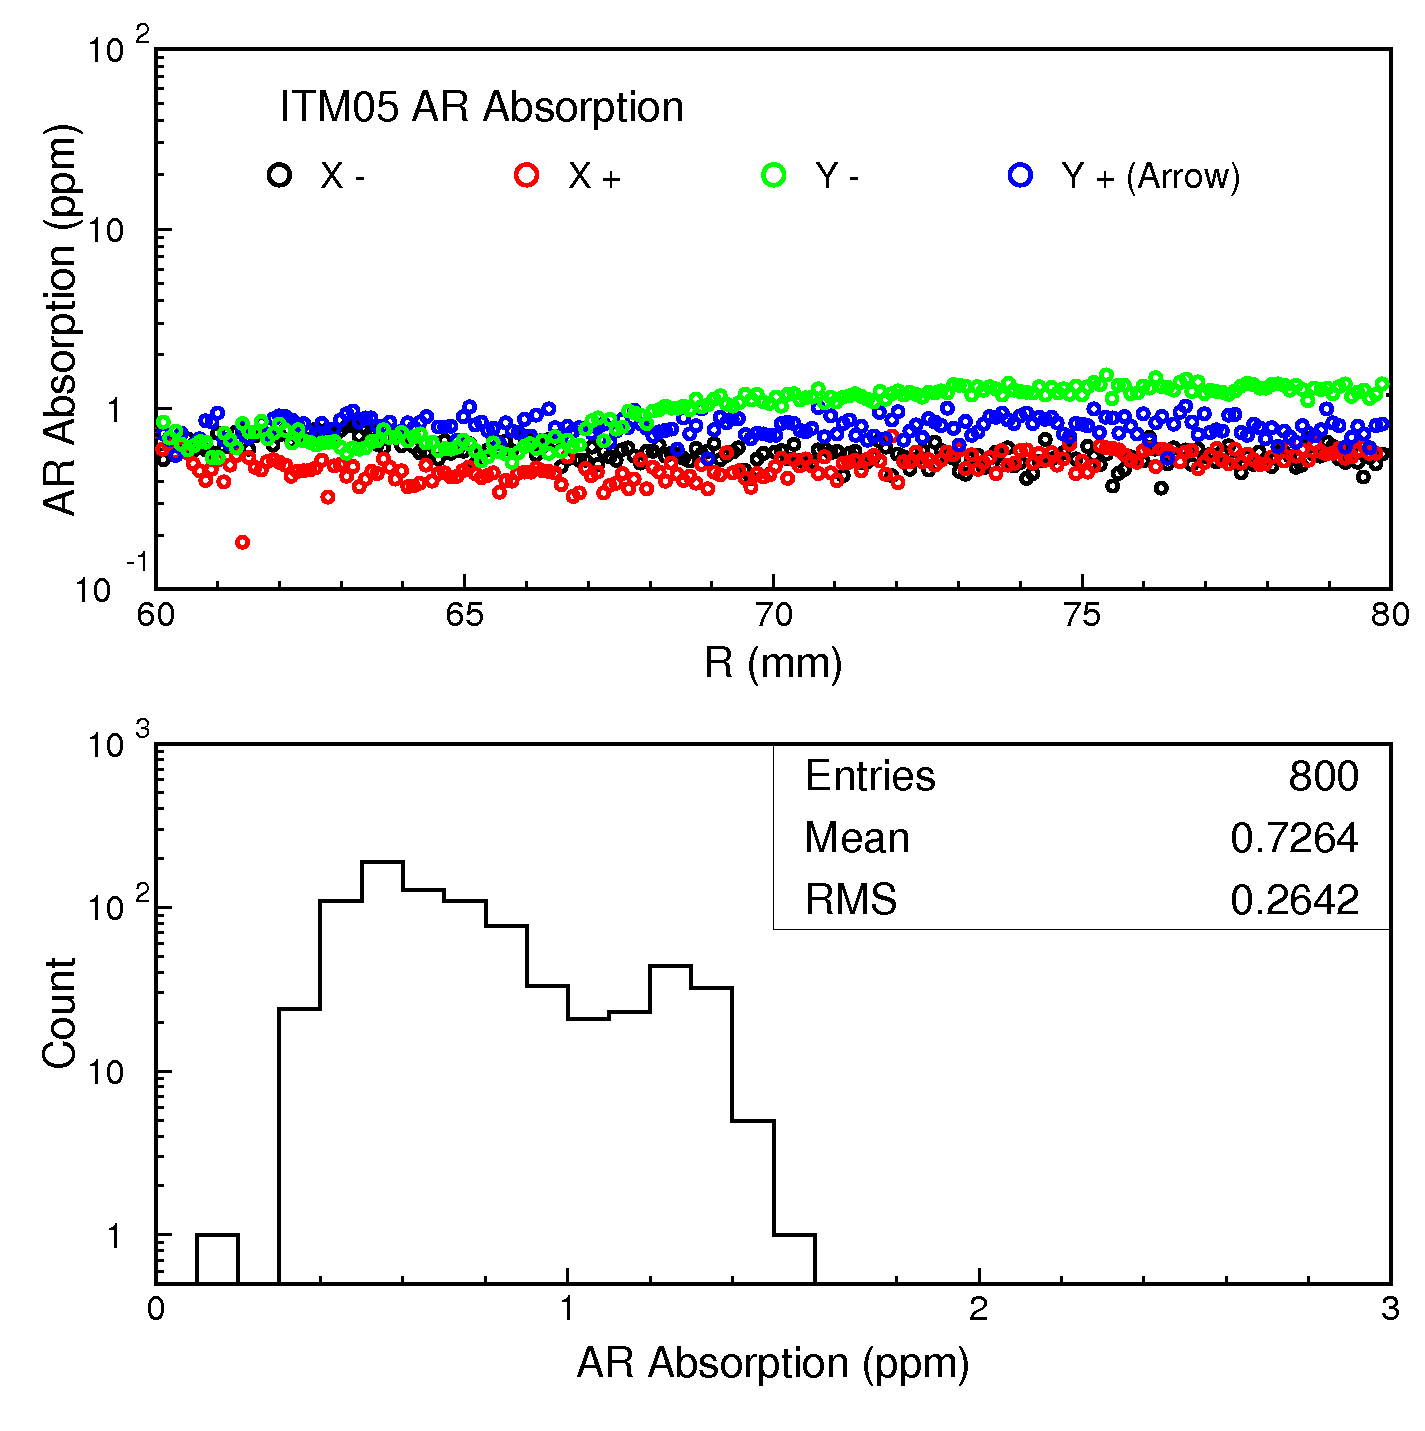 ITM05 AR Absorption
X - X + Y - Y + (Arrow)
AR Absorption (ppm)
10 2
10
1
10 -1
60 65 70 75 80
R (mm)
Entries 800
Mean 0.7264
RMS 0.2642
Count
10 3
10 2
10
1
0 1 2 3
AR Absorption (ppm)